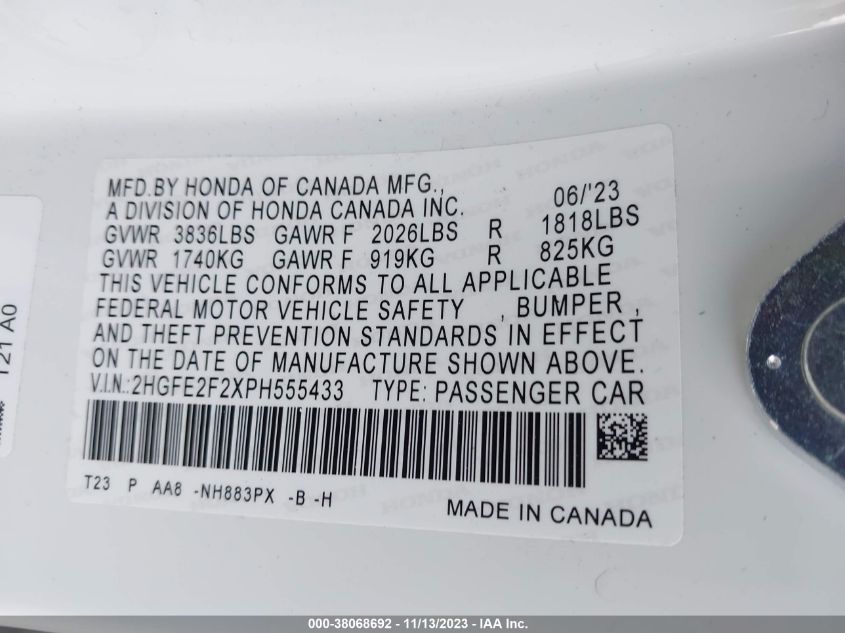 MFD.BY HONDA OF CANADA MFG., 06/'23
A DIVISION OF HONDA CANADA INC.
GVWR 3836LBS GAWR F 2026LBS R 1818LBS
GVWR 1740KG GAWR F 919KG R 825KG
THIS VEHICLE CONFORMS TO ALL APPLICABLE
FEDERAL MOTOR VEHICLE SAFETY , BUMPER ,
AND THEFT PREVENTION STANDARDS IN EFFECT
ON THE DATE OF MANUFACTURE SHOWN ABOVE.
V.I.N.:2HGFE2F2XPH555433 TYPE: PASSENGER CAR
T23 P AA8 -NH883PX -B -H
MADE IN CANADA
121 A0
000-38068692 - 11/13/2023 - IAA Inc.